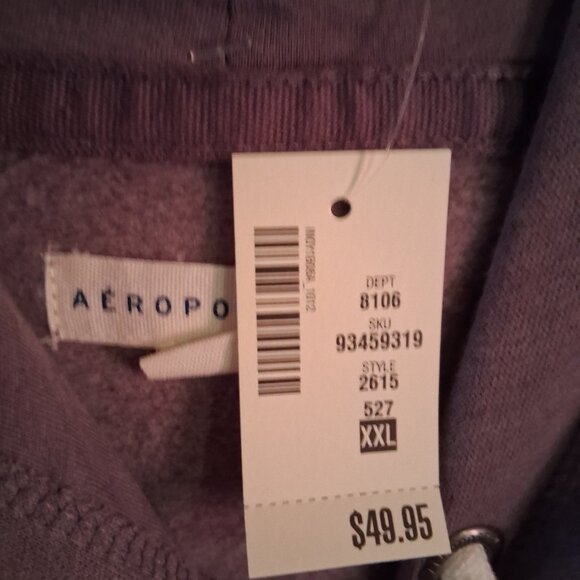 AÉROPO
DEPT
8106
SKU
93459319
STYLE
2615
527
XXL
$49.95